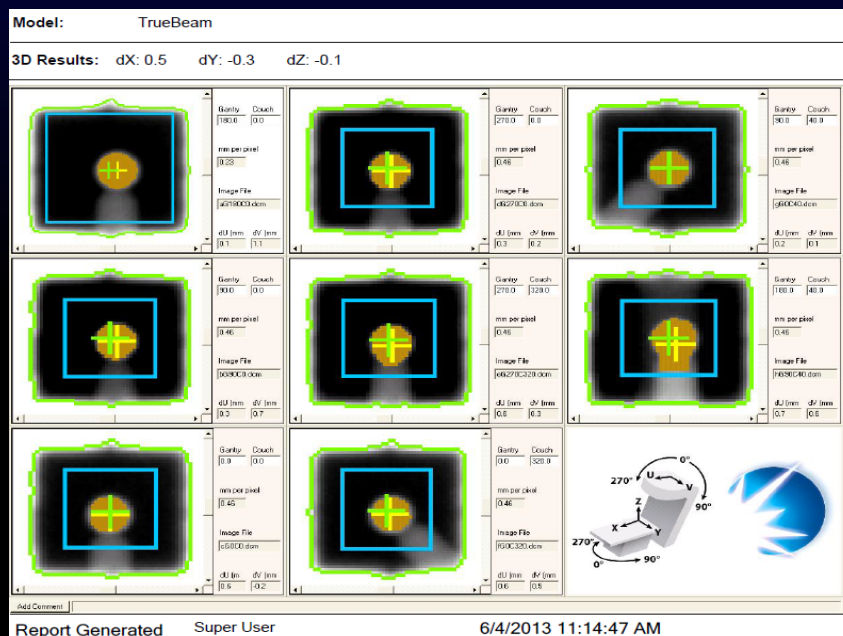 Model: TrueBeam
3D Results: dX: 0.5 dY: -0.3 dZ: -0.1
Gantry Couch
180.0 0.0
mm per pixel
0.23
Image File
dU (mm dV (mm
0.1 1.1
Gantry Couch
270.0 0.0
mm per pixel
0.46
Image File
dG270C0.dcm
dU (mm dV (mm
0.3 0.2
Gantry Couch
90.0 40.0
mm per pixel
0.46
Image File
dU (mm dV (mm
0.2 0.1
Gantry Couch
90.0 0.0
mm per pixel
0.46
Image File
bG90C0.dcm
dU (mm dV (mm
0.3 0.7
Gantry Couch
270.0 320.0
mm per pixel
0.46
Image File
eG270C320.dcm
dU (mm dV (mm
0.3
Gantry Couch
180.0 40.0
mm per pixel
0.46
Image File
dU (mm dV (mm
0.7
Gantry Couch
0.0 0.0
mm per pixel
0.46
Image File
cG0C0.dcm
dU (mm dV (mm
-0.2
Gantry Couch
0.0 320.0
mm per pixel
0.46
Image File
fG0C320.dcm
dU (mm dV (mm
0°
270°
U
V
90°
Z
X
Y
270°
0°
90°
Add Comment
Report Generated Super User 6/4/2013 11:14:47 AM